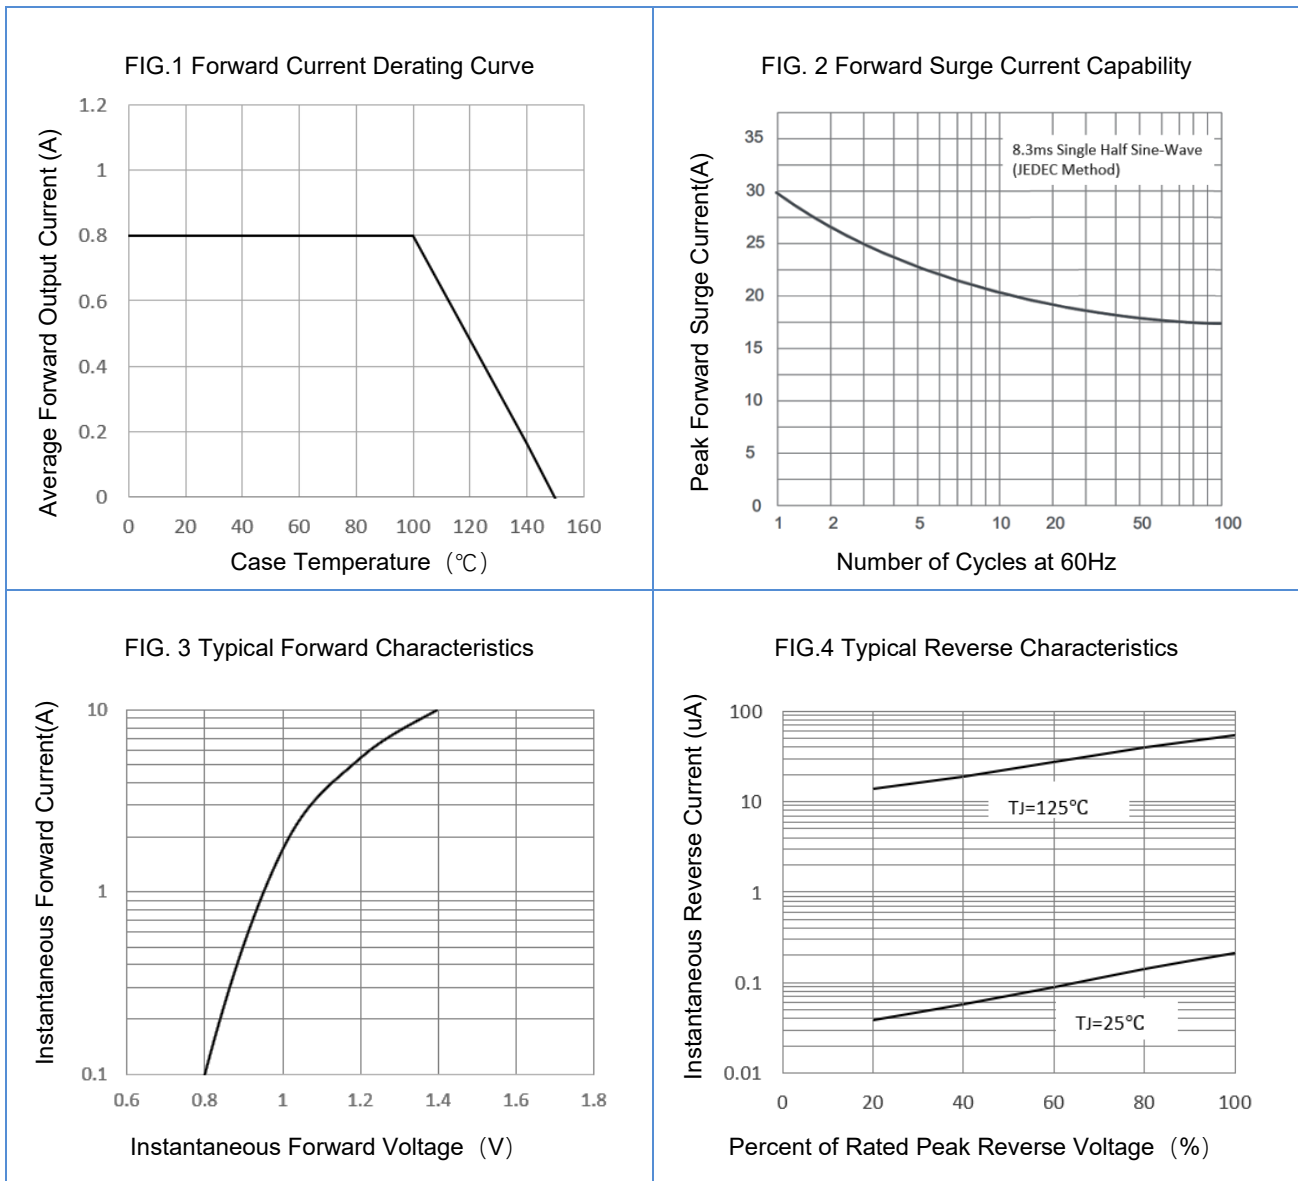 FIG.1 Forward Current Derating Curve
Average Forward Output Current (A)
1.2
1
0.8
0.6
0.4
0.2
0
0 20 40 60 80 100 120 140 160
Case Temperature（℃）
FIG. 2 Forward Surge Current Capability
Peak Forward Surge Current(A)
8.3ms Single Half Sine-Wave
(JEDEC Method)
35
30
25
20
15
10
5
0
1 2 5 10 20 50 100
Number of Cycles at 60Hz
FIG. 3 Typical Forward Characteristics
Instantaneous Forward Current(A)
10
1
0.1
0.6 0.8 1 1.2 1.4 1.6 1.8
Instantaneous Forward Voltage（V）
FIG.4 Typical Reverse Characteristics
Instantaneous Reverse Current (uA)
100
10
1
0.1
0.01
TJ=125℃
TJ=25℃
0 20 40 60 80 100
Percent of Rated Peak Reverse Voltage（%）